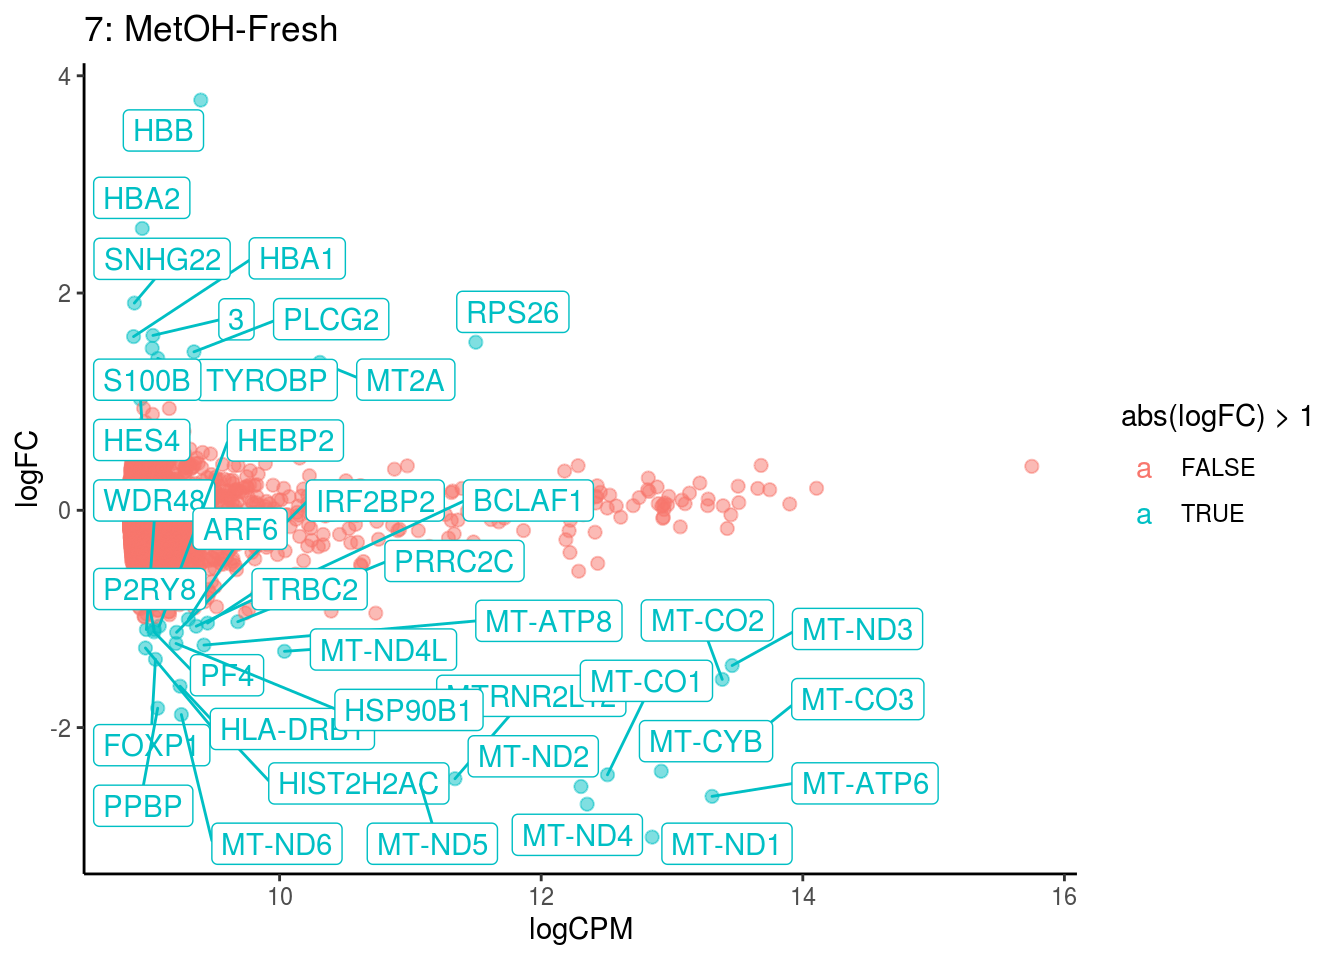 7: MetOH-Fresh
4
HBB
HBA2
SNHG22
HBA1
2
3
PLCG2
RPS26
S100B
TYROBP
MT2A
abs(logFC) > 1
HES4
HEBP2
logFC
a FALSE
WDR48
IRF2BP2
BCLAF1
0
a TRUE
ARF6
PRRC2C
P2RY8
TRBC2
MT-ATP8
MT-CO2
MT-ND3
MT-ND4L
PF4
MT-CO1
MTRNR2L12
MT-CO3
HSP90B1
-2
HLA-DRB1
FOXP1
MT-CYB
MT-ND2
HIST2H2AC
MT-ATP6
PPBP
MT-ND6
MT-ND5
MT-ND4
MT-ND1
10
12
14
16
logCPM